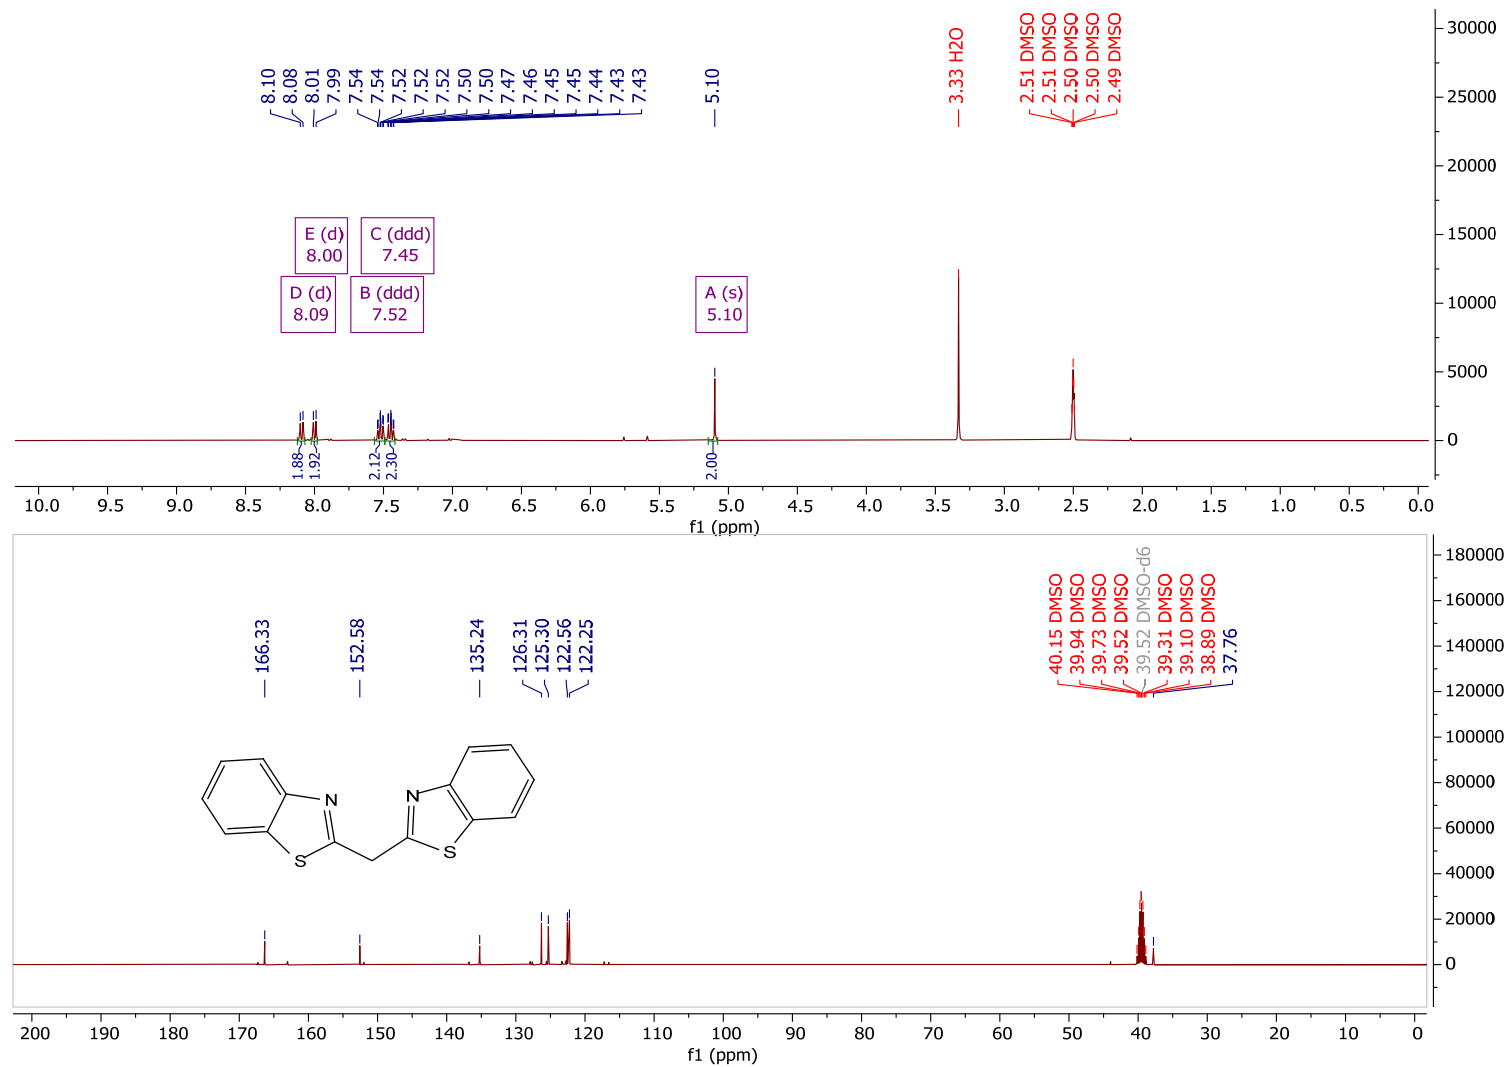 8.10
8.08
8.01
7.99
7.54
7.54
7.52
7.52
7.52
7.50
7.50
7.47
7.46
7.45
7.45
7.44
7.43
7.43
5.10
3.33 H2O
2.51 DMSO
2.51 DMSO
2.50 DMSO
2.50 DMSO
2.49 DMSO
30000
25000
20000
15000
10000
5000
0
E (d)
8.00
C (ddd)
7.45
D (d)
8.09
B (ddd)
7.52
A (s)
5.10
1.88
1.92
2.12
2.30
2.00
10.0 9.5 9.0 8.5 8.0 7.5 7.0 6.5 6.0 5.5 5.0 4.5 4.0 3.5 3.0 2.5 2.0 1.5 1.0 0.5 0.0
f1 (ppm)
166.33
152.58
135.24
126.31
125.30
122.56
122.25
40.15 DMSO
39.94 DMSO
39.73 DMSO
39.52 DMSO
39.52 DMSO-d6
39.31 DMSO
39.10 DMSO
38.89 DMSO
37.76
180000
160000
140000
120000
100000
80000
60000
40000
20000
0
N
N
S
S
200 190 180 170 160 150 140 130 120 110 100 90 80 70 60 50 40 30 20 10 0
f1 (ppm)